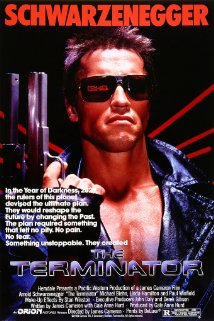 SCHWARZENEGGER
In the Year of Darkness, 2029,
the rulers of this planet
devised the ultimate plan.
They would reshape the
Future by changing the Past.
The plan required something
that felt no pity. No pain.
No fear.
Something unstoppable. They created
THE
TERMINATOR
Hemdale Presents a Pacific Western Production of a James Cameron Film
Arnold Schwarzenegger "The Terminator" Michael Biehn, Linda Hamilton and Paul Winfield
Make-Up Effects By Stan Winston Executive Producers John Daly and Derek Gibson
Written by James Cameron with Gale Anne Hurd Produced by Gale Anne Hurd
Directed by James Cameron Prints by DeLuxe
ORION
R